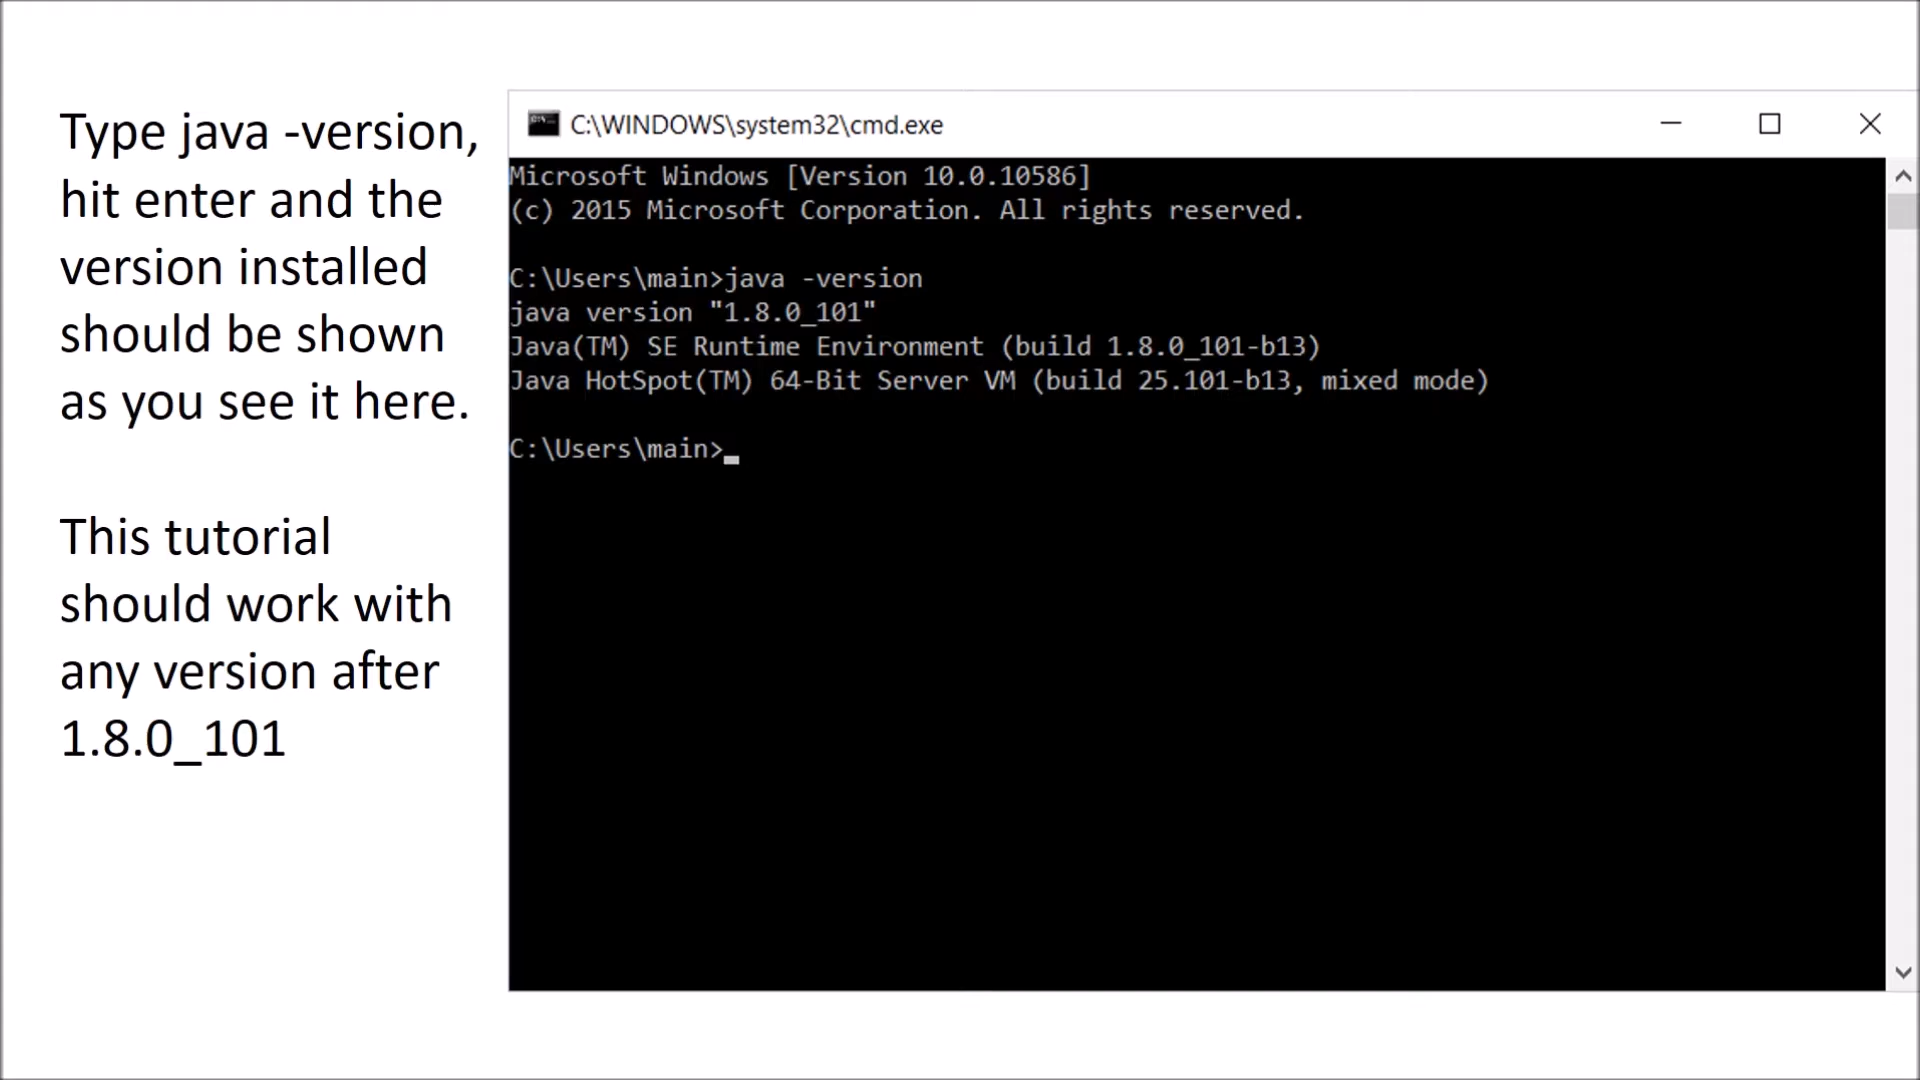 Type java -version,
hit enter and the
version installed
should be shown
as you see it here.
This tutorial
should work with
any version after
1.8.0_101
C:\WINDOWS\system32\cmd.exe
Microsoft Windows [Version 10.0.10586]
(c) 2015 Microsoft Corporation. All rights reserved.
C:\Users\main>java -version
java version "1.8.0_101"
Java(TM) SE Runtime Environment (build 1.8.0_101-b13)
Java HotSpot(TM) 64-Bit Server VM (build 25.101-b13, mixed mode)
C:\Users\main>